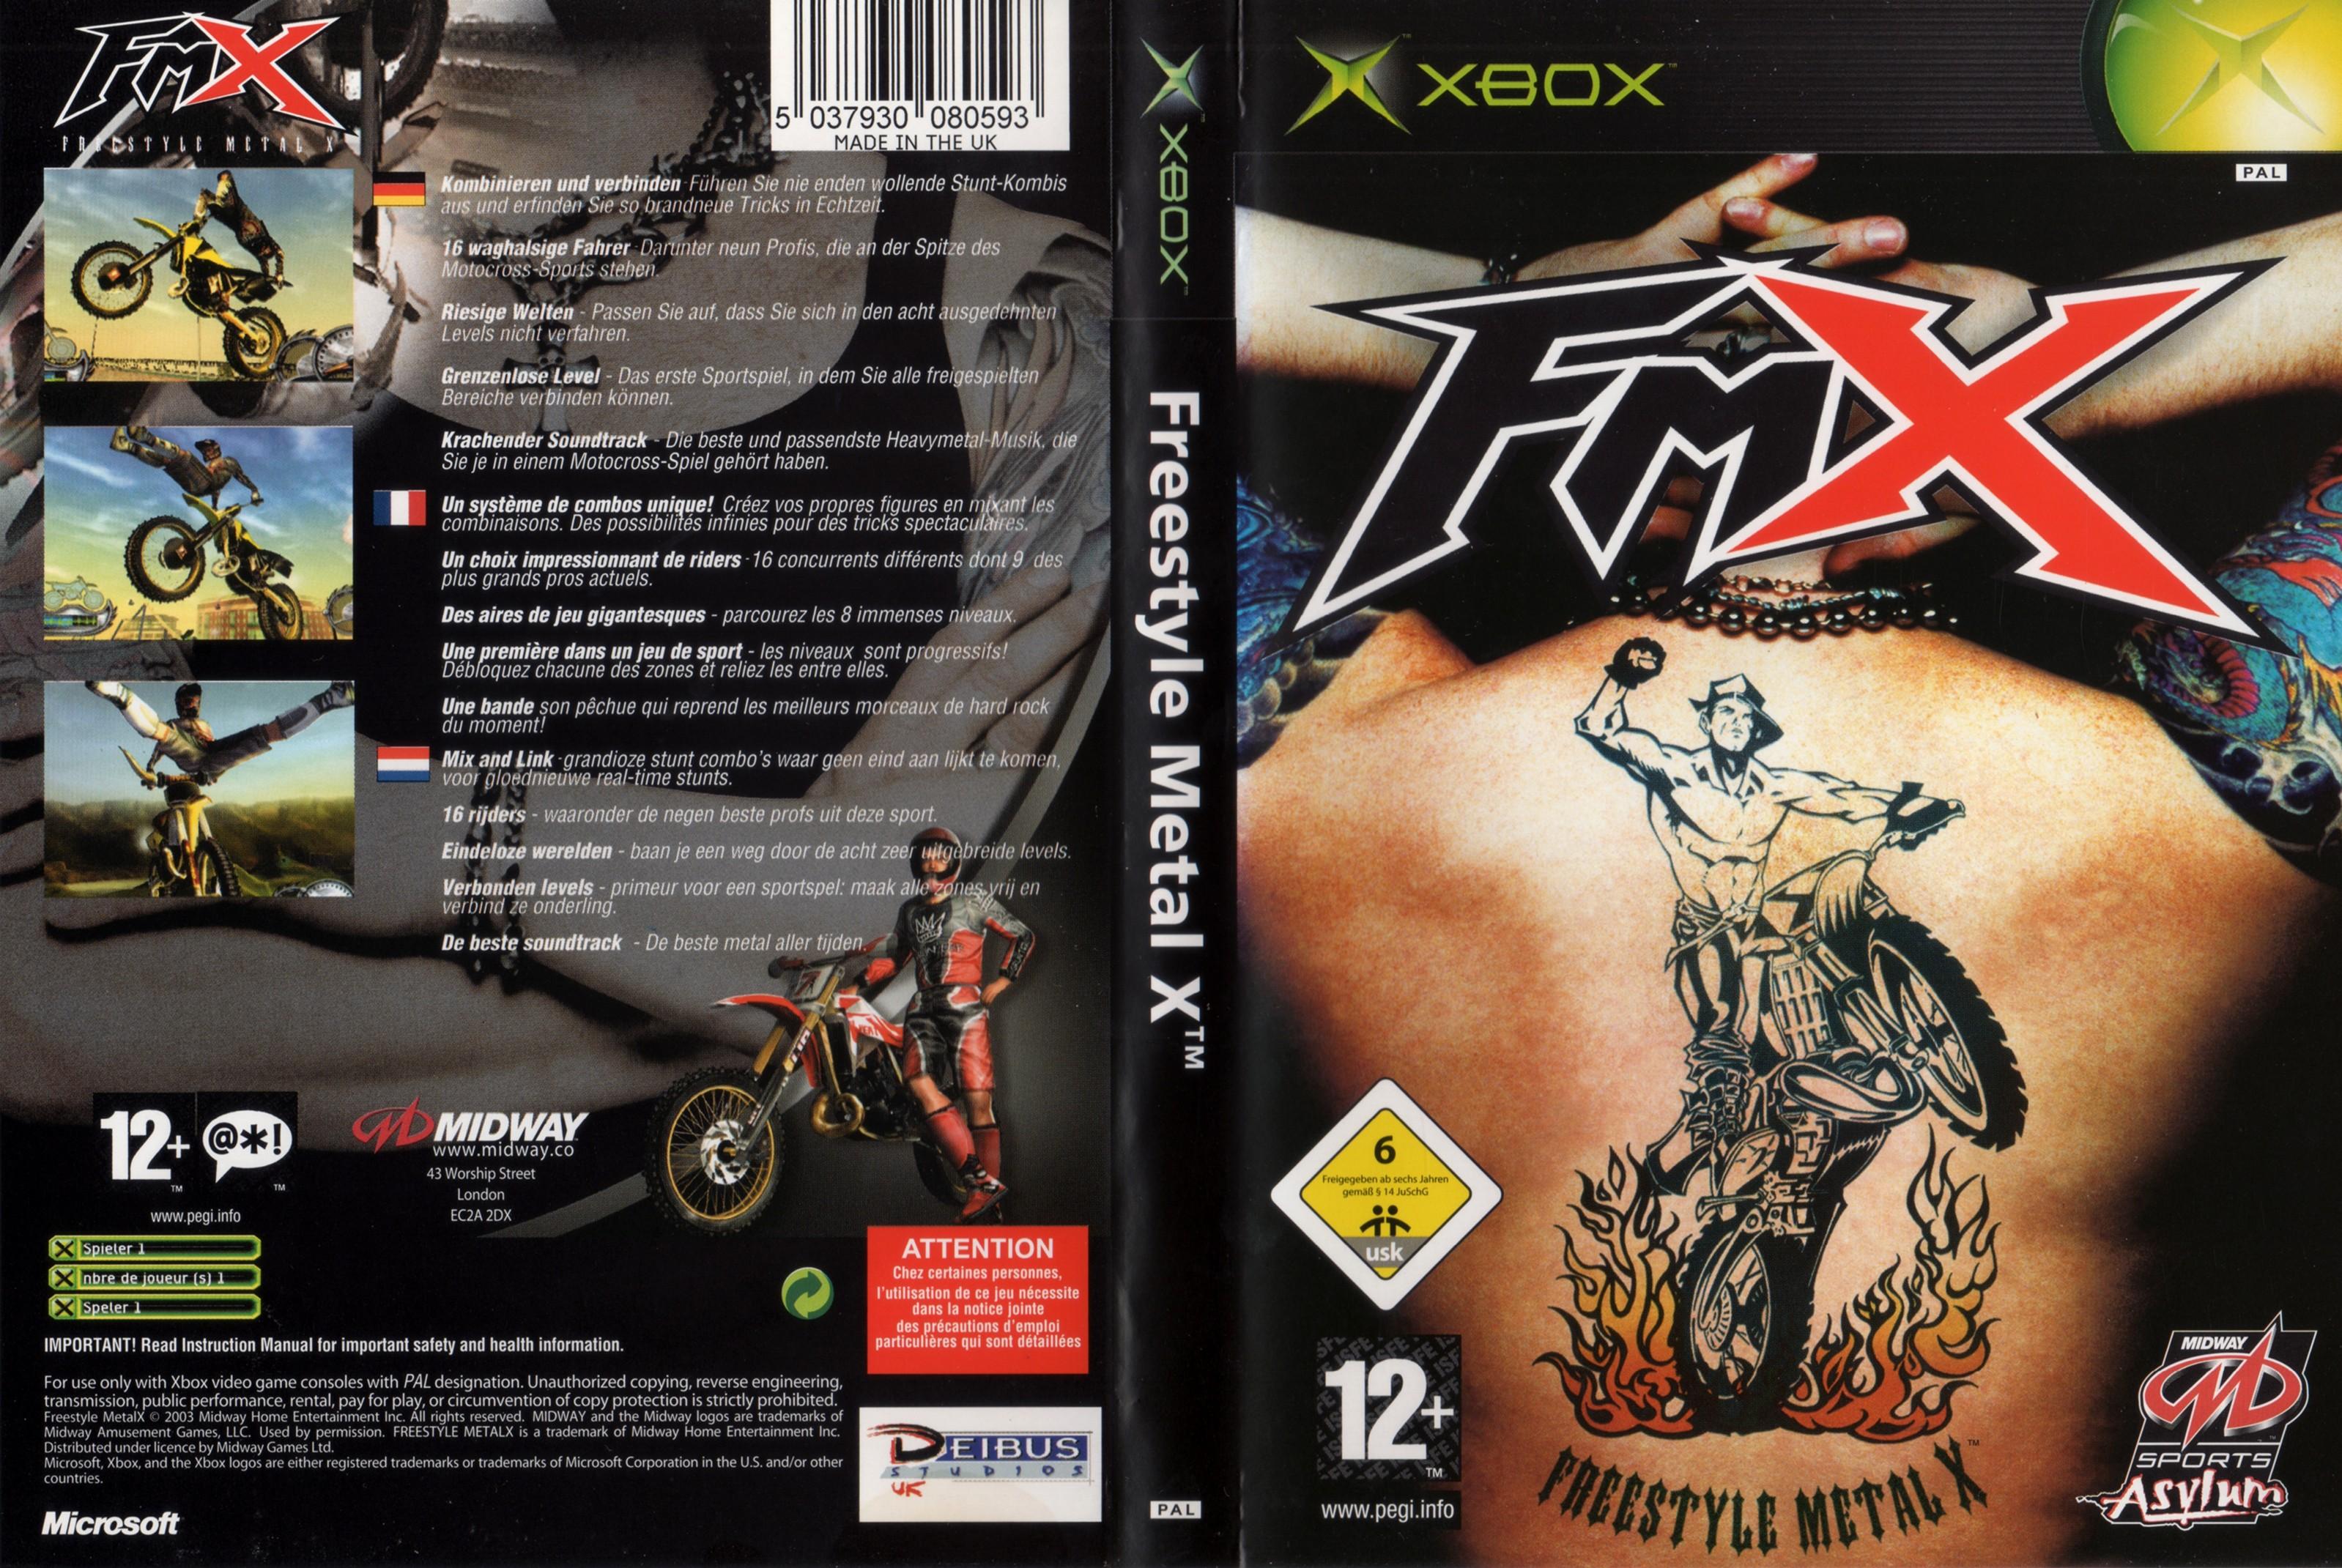 FMX
FREESTYLE METAL X
5 037930 080593
MADE IN THE UK
Kombinieren und verbinden - Führen Sie nie enden wollende Stunt-Kombis
aus und erfinden Sie so brandneue Tricks in Echtzeit.
16 waghalsige Fahrer - Darunter neun Profis, die an der Spitze des
Motocross-Sports stehen.
Riesige Welten - Passen Sie auf, dass Sie sich in den acht ausgedehnten
Levels nicht verfahren.
Grenzenlose Level - Das erste Sportspiel, in dem Sie alle freigespielten
Bereiche verbinden können.
Krachender Soundtrack - Die beste und passendste Heavymetal-Musik, die
Sie je in einem Motocross-Spiel gehört haben.
Un système de combos unique! Créez vos propres figures en mixant les
combinaisons. Des possibilités infinies pour des tricks spectaculaires.
Un choix impressionnant de riders - 16 concurrents différents dont 9 des
plus grands pros actuels.
Des aires de jeu gigantesques - parcourez les 8 immenses niveaux.
Une première dans un jeu de sport - les niveaux sont progressifs!
Débloquez chacune des zones et reliez les entre elles.
Une bande son pêchue qui reprend les meilleurs morceaux de hard rock
du moment!
Mix and Link - grandioze stunt combo's waar geen eind aan lijkt te komen,
voor gloednieuwe real-time stunts.
16 rijders - waaronder de negen beste profs uit deze sport.
Eindeloze werelden - baan je een weg door de acht zeer uitgebreide levels.
Verbonden levels - primeur voor een sportspel: maak alle zones vrij en
verbind ze onderling.
De beste soundtrack - De beste metal aller tijden.
12+ ™
@*! ™
www.pegi.info
MIDWAY
www.midway.co
43 Worship Street
London
EC2A 2DX
Spieler 1
nbre de joueur (s) 1
Speler 1
ATTENTION
Chez certaines personnes,
l'utilisation de ce jeu nécessite
dans la notice jointe
des précautions d'emploi
particulières qui sont détaillées
IMPORTANT! Read Instruction Manual for important safety and health information.
For use only with Xbox video game consoles with PAL designation. Unauthorized copying, reverse engineering,
transmission, public performance, rental, pay for play, or circumvention of copy protection is strictly prohibited.
Freestyle MetalX © 2003 Midway Home Entertainment Inc. All rights reserved. MIDWAY and the Midway logos are trademarks of
Midway Amusement Games, LLC. Used by permission. FREESTYLE METALX is a trademark of Midway Home Entertainment Inc.
Distributed under licence by Midway Games Ltd.
Microsoft, Xbox, and the Xbox logos are either registered trademarks or trademarks of Microsoft Corporation in the U.S. and/or other
countries.
Microsoft
DEIBUS
STUDIOS
UK
XBOX™
Freestyle Metal X™
PAL
XBOX™
PAL
FMX
6
Freigegeben ab sechs Jahren
gemäß § 14 JuSchG
usk
12+ ™
www.pegi.info
FREESTYLE METAL X™
MIDWAY
SPORTS
Asylum